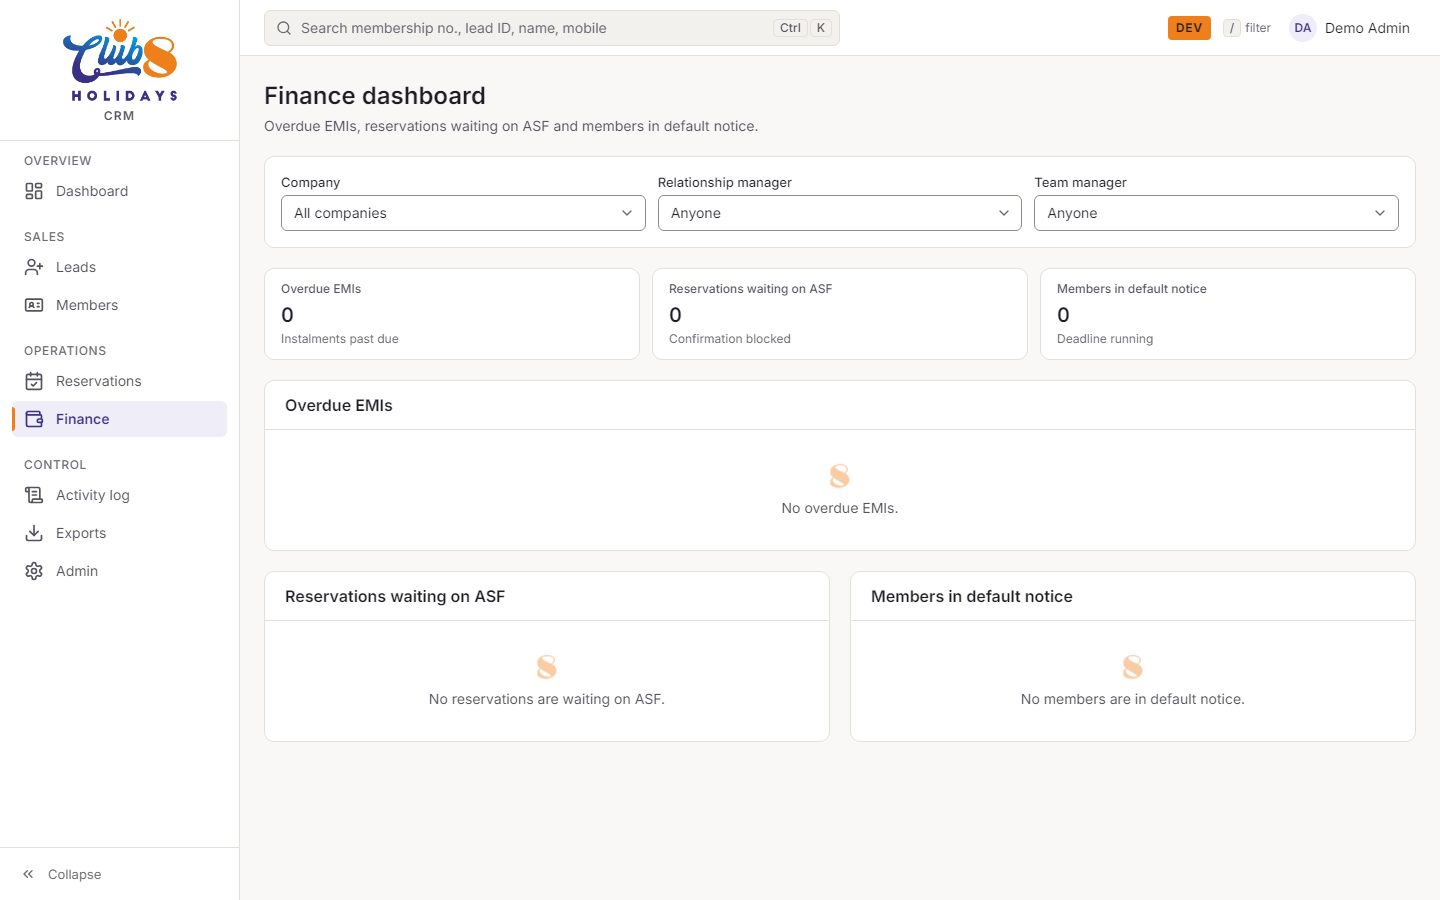 Club8
HOLIDAYS
CRM
OVERVIEW
Dashboard
SALES
Leads
Members
OPERATIONS
Reservations
Finance
CONTROL
Activity log
Exports
Admin
Collapse
Search membership no., lead ID, name, mobile
Ctrl K
DEV
/ filter
DA Demo Admin
Finance dashboard
Overdue EMIs, reservations waiting on ASF and members in default notice.
Company
All companies
Relationship manager
Anyone
Team manager
Anyone
Overdue EMIs
0
Instalments past due
Reservations waiting on ASF
0
Confirmation blocked
Members in default notice
0
Deadline running
Overdue EMIs
8
No overdue EMIs.
Reservations waiting on ASF
8
No reservations are waiting on ASF.
Members in default notice
8
No members are in default notice.